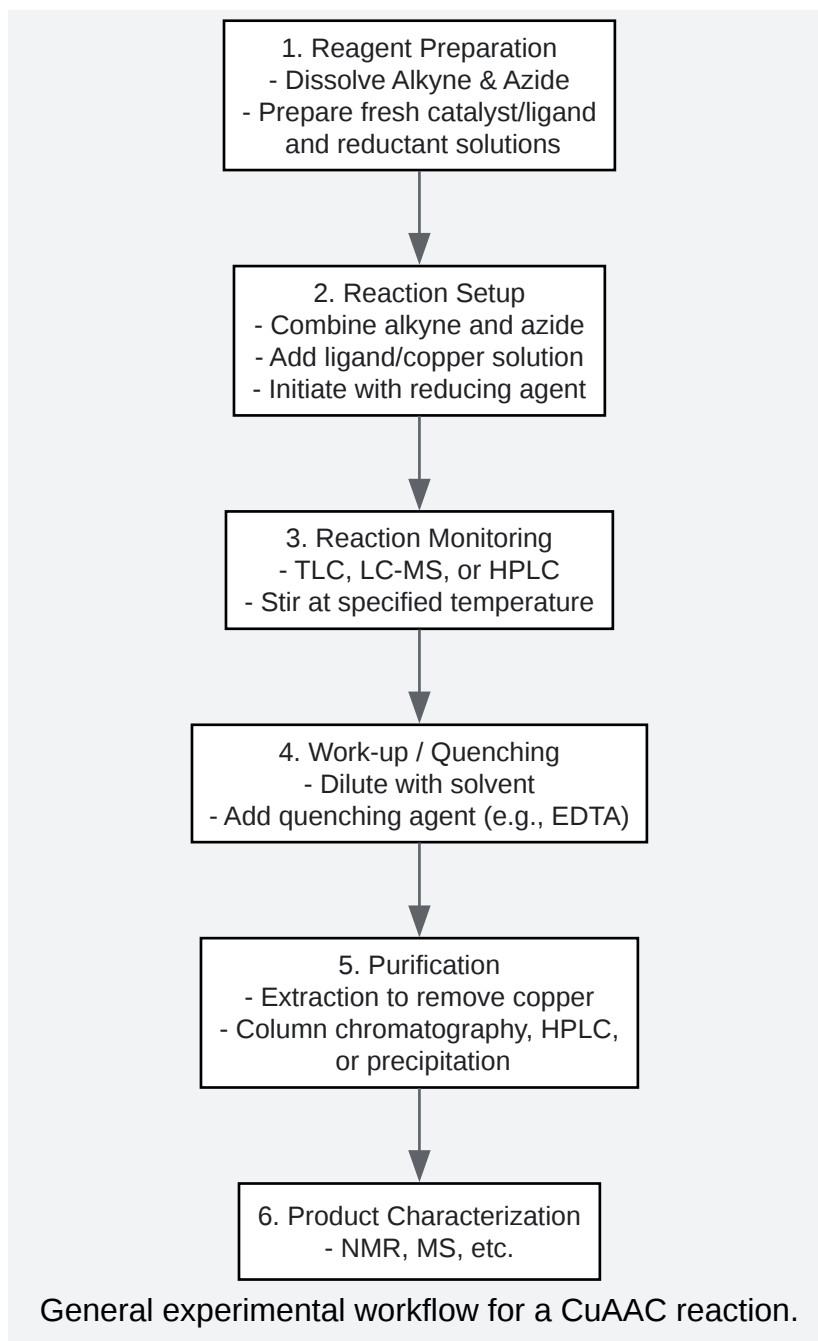 1. Reagent Preparation
- Dissolve Alkyne & Azide
- Prepare fresh catalyst/ligand
and reductant solutions
2. Reaction Setup
- Combine alkyne and azide
- Add ligand/copper solution
- Initiate with reducing agent
3. Reaction Monitoring
- TLC, LC-MS, or HPLC
- Stir at specified temperature
4. Work-up / Quenching
- Dilute with solvent
- Add quenching agent (e.g., EDTA)
5. Purification
- Extraction to remove copper
- Column chromatography, HPLC,
or precipitation
6. Product Characterization
- NMR, MS, etc.
General experimental workflow for a CuAAC reaction.